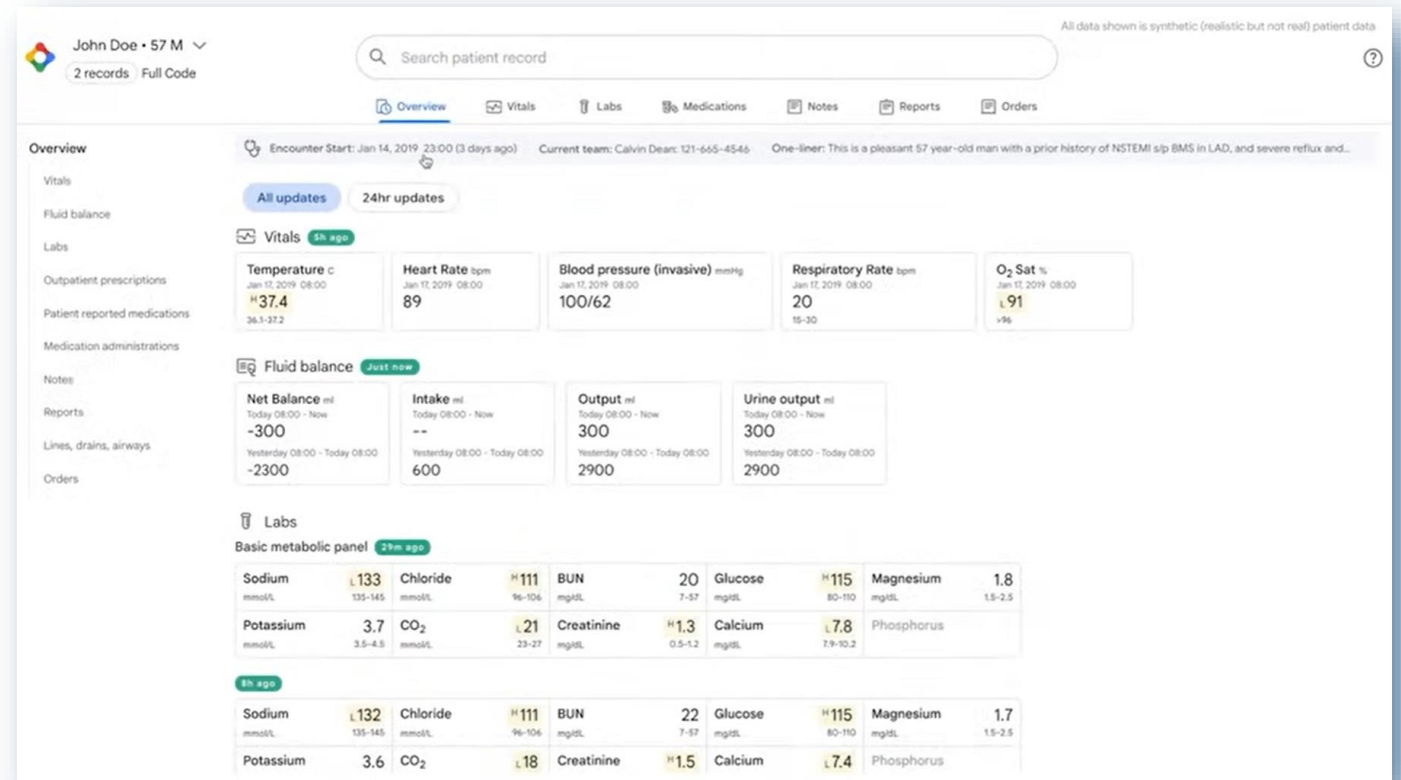 All data shown is synthetic (realistic but not real) patient data
John Doe • 57 M
2 records Full Code
Search patient record
Overview Vitals Labs Medications Notes Reports Orders
Overview
Vitals
Fluid balance
Labs
Outpatient prescriptions
Patient reported medications
Medication administrations
Notes
Reports
Lines, drains, airways
Orders
Encounter Start: Jan 14, 2019 23:00 (3 days ago) Current team: Calvin Dean: 121-665-4546 One-liner: This is a pleasant 57 year-old man with a prior history of NSTEMI s/p BMS in LAD, and severe reflux and...
All updates 24hr updates
Vitals 5h ago
Temperature C Heart Rate bpm Blood pressure (invasive) mmHg Respiratory Rate bpm O2 Sat %
Jan 17, 2019 08:00 Jan 17, 2019 08:00 Jan 17, 2019 08:00 Jan 17, 2019 08:00 Jan 17, 2019 08:00
H 37.4 89 100/62 20 L 91
36.1-37.2 15-30 >96
Fluid balance Just now
Net Balance ml Intake ml Output ml Urine output ml
Today 08:00 - Now Today 08:00 - Now Today 08:00 - Now Today 08:00 - Now
-300 -- 300 300
Yesterday 08:00 - Today 08:00 Yesterday 08:00 - Today 08:00 Yesterday 08:00 - Today 08:00 Yesterday 08:00 - Today 08:00
-2300 600 2900 2900
Labs
Basic metabolic panel 29m ago
Sodium L 133 Chloride H 111 BUN 20 Glucose H 115 Magnesium 1.8
mmol/L 135-145 mmol/L 96-106 mg/dL 7-57 mg/dL 80-110 mg/dL 1.5-2.5
Potassium 3.7 CO2 L 21 Creatinine H 1.3 Calcium L 7.8 Phosphorus
mmol/L 3.5-4.5 mmol/L 23-27 mg/dL 0.5-1.2 mg/dL 7.9-10.2
8h ago
Sodium L 132 Chloride H 111 BUN 22 Glucose H 115 Magnesium 1.7
mmol/L 135-145 mmol/L 96-106 mg/dL 7-57 mg/dL 80-110 mg/dL 1.5-2.5
Potassium 3.6 CO2 L 18 Creatinine H 1.5 Calcium L 7.4 Phosphorus